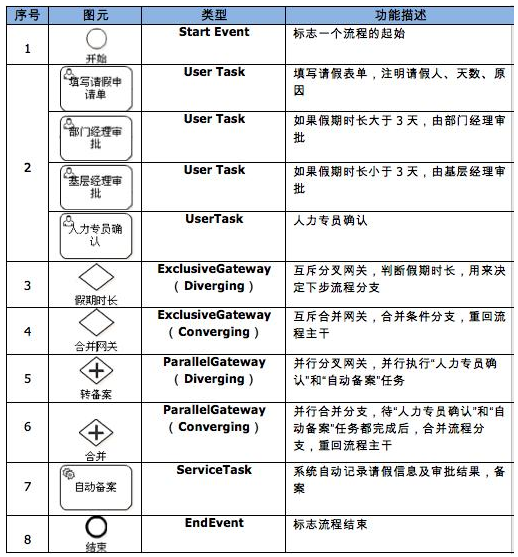 序号 图元 类型 功能描述
1 开始 Start Event 标志一个流程的起始
2
填写请假申
请单
User Task
填写请假表单，注明请假人、天数、原
因
部门经理审
批
User Task
如果假期时长大于 3 天，由部门经理审
批
基层经理审
批
User Task
如果假期时长小于 3 天，由基层经理审
批
人力专员确
认
UserTask
人力专员确认
3
假期时长
ExclusiveGateway
（ Diverging）
互斥分叉网关，判断假期时长，用来决
定下步流程分支
4
合并网关
ExclusiveGateway
（ Converging）
互斥合并网关，合并条件分支，重回流
程主干
5
转备案
ParallelGateway
（ Diverging）
并行分叉网关，并行执行“人力专员确
认”和“自动备案”任务
6
合并
ParallelGateway
（ Converging）
并行合并分支，待“人力专员确认”和“自
动备案”任务都完成后，合并流程分
支，重回流程主干
7
自动备案
ServiceTask
系统自动记录请假信息及审批结果，备
案
8
结束
EndEvent
标志流程结束